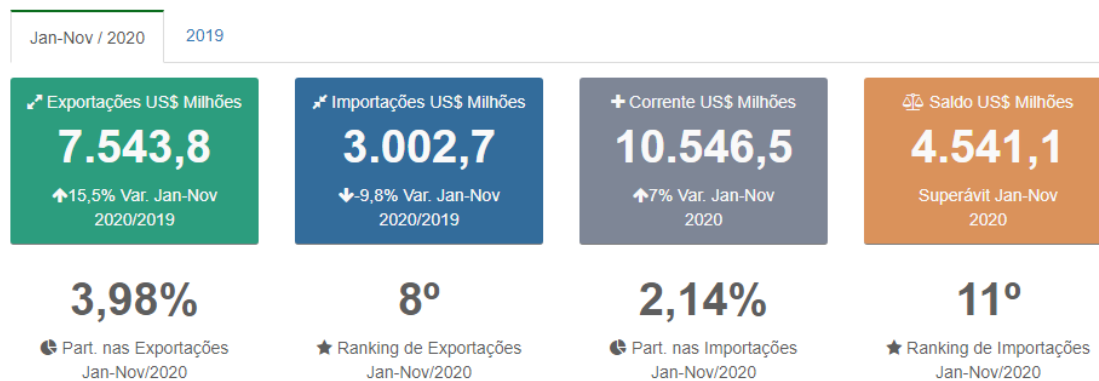 Jan-Nov / 2020
2019
Exportações US$ Milhões
7.543,8
15,5% Var. Jan-Nov
2020/2019
Importações US$ Milhões
3.002,7
-9,8% Var. Jan-Nov
2020/2019
Corrente US$ Milhões
10.546,5
7% Var. Jan-Nov
2020
Saldo US$ Milhões
4.541,1
Superávit Jan-Nov
2020
3,98%
Part. nas Exportações
Jan-Nov/2020
8º
Ranking de Exportações
Jan-Nov/2020
2,14%
Part. nas Importações
Jan-Nov/2020
11º
Ranking de Importações
Jan-Nov/2020